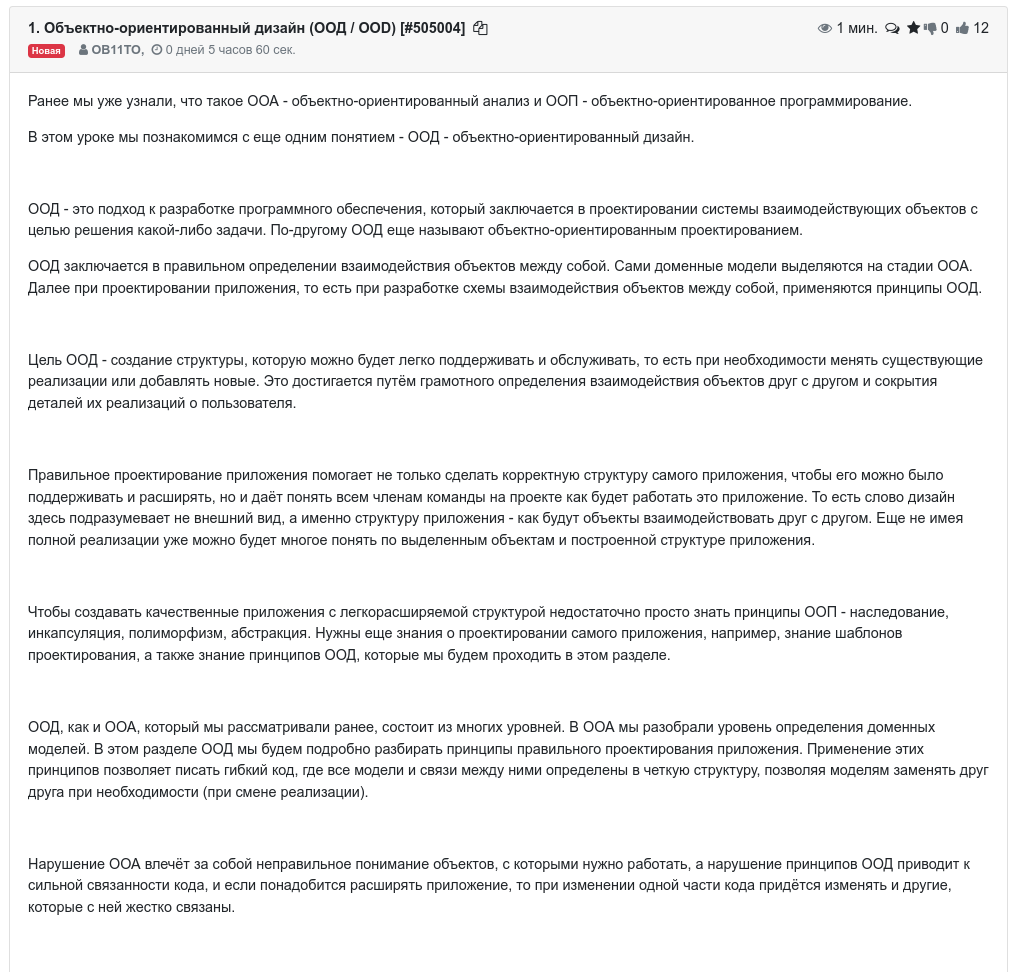 1. Объектно-ориентированный дизайн (ООД / OOD) [#505004]
1 мин. 0 12
Новая OB11TO, 0 дней 5 часов 60 сек.
Ранее мы уже узнали, что такое ООА - объектно-ориентированный анализ и ООП - объектно-ориентированное программирование.
В этом уроке мы познакомимся с еще одним понятием - ООД - объектно-ориентированный дизайн.
ООД - это подход к разработке программного обеспечения, который заключается в проектировании системы взаимодействующих объектов с
целью решения какой-либо задачи. По-другому ООД еще называют объектно-ориентированным проектированием.
ООД заключается в правильном определении взаимодействия объектов между собой. Сами доменные модели выделяются на стадии ООА.
Далее при проектировании приложения, то есть при разработке схемы взаимодействия объектов между собой, применяются принципы ООД.
Цель ООД - создание структуры, которую можно будет легко поддерживать и обслуживать, то есть при необходимости менять существующие
реализации или добавлять новые. Это достигается путём грамотного определения взаимодействия объектов друг с другом и сокрытия
деталей их реализаций о пользователя.
Правильное проектирование приложения помогает не только сделать корректную структуру самого приложения, чтобы его можно было
поддерживать и расширять, но и даёт понять всем членам команды на проекте как будет работать это приложение. То есть слово дизайн
здесь подразумевает не внешний вид, а именно структуру приложения - как будут объекты взаимодействовать друг с другом. Еще не имея
полной реализации уже можно будет многое понять по выделенным объектам и построенной структуре приложения.
Чтобы создавать качественные приложения с легкорасширяемой структурой недостаточно просто знать принципы ООП - наследование,
инкапсуляция, полиморфизм, абстракция. Нужны еще знания о проектировании самого приложения, например, знание шаблонов
проектирования, а также знание принципов ООД, которые мы будем проходить в этом разделе.
ООД, как и ООА, который мы рассматривали ранее, состоит из многих уровней. В ООА мы разобрали уровень определения доменных
моделей. В этом разделе ООД мы будем подробно разбирать принципы правильного проектирования приложения. Применение этих
принципов позволяет писать гибкий код, где все модели и связи между ними определены в четкую структуру, позволяя моделям заменять друг
друга при необходимости (при смене реализации).
Нарушение ООА влечёт за собой неправильное понимание объектов, с которыми нужно работать, а нарушение принципов ООД приводит к
сильной связанности кода, и если понадобится расширять приложение, то при изменении одной части кода придётся изменять и другие,
которые с ней жестко связаны.